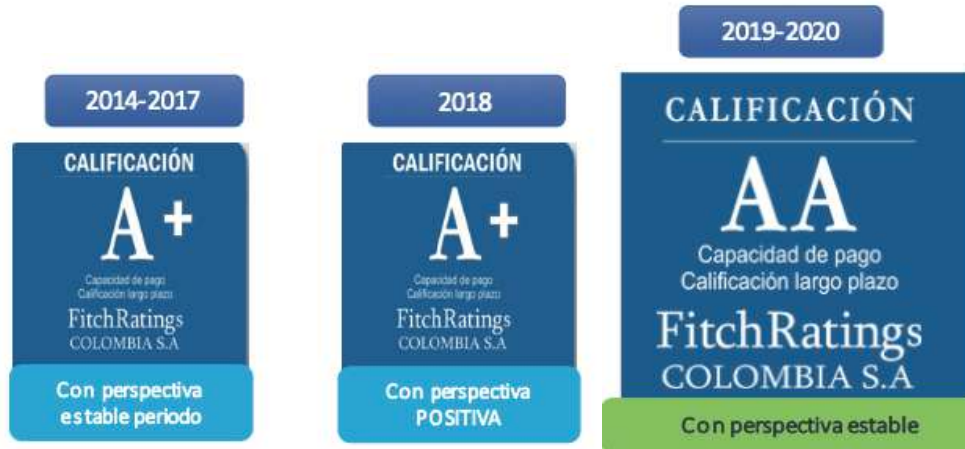 2014-2017
CALIFICACIÓN
A+
Capacidad de pago
Calificación largo plazo
FitchRatings
COLOMBIA S.A
Con perspectiva
estable periodo
2018
CALIFICACIÓN
A+
Capacidad de pago
Calificación largo plazo
FitchRatings
COLOMBIA S.A
Con perspectiva
POSITIVA
2019-2020
CALIFICACIÓN
AA
Capacidad de pago
Calificación largo plazo
FitchRatings
COLOMBIA S.A
Con perspectiva estable